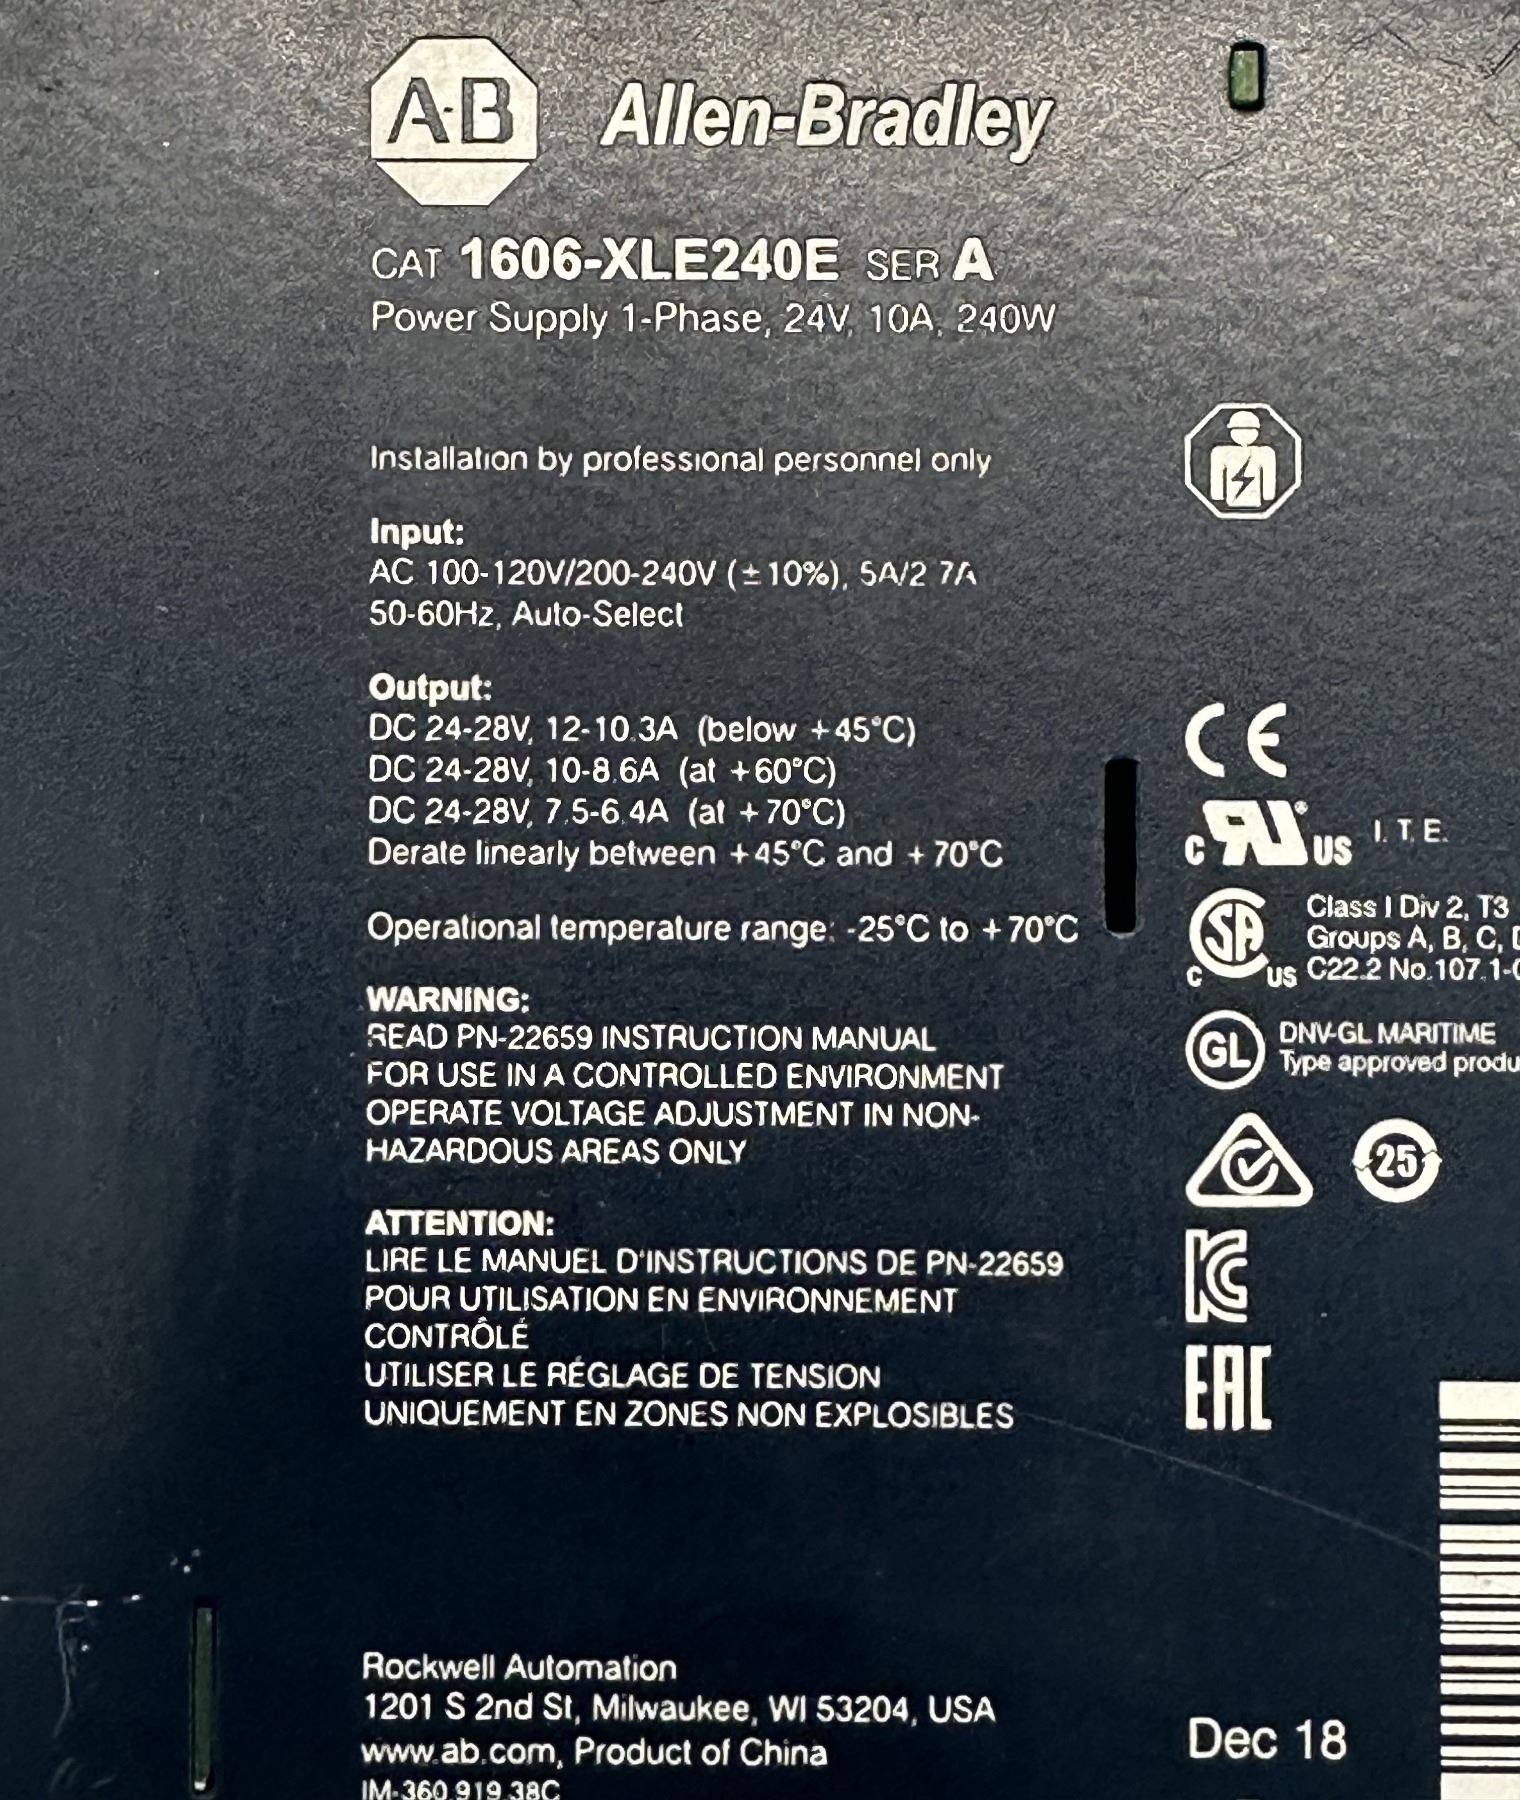 A-B Allen-Bradley
CAT 1606-XLE240E SER A
Power Supply 1-Phase, 24V, 10A, 240W
Installation by professional personnel only
Input:
AC 100-120V/200-240V (±10%), 5A/2.7A
50-60Hz, Auto-Select
Output:
DC 24-28V, 12-10.3A (below +45°C)
DC 24-28V, 10-8.6A (at +60°C)
DC 24-28V, 7.5-6.4A (at +70°C)
Derate linearly between +45°C and +70°C
Operational temperature range: -25°C to +70°C
WARNING:
READ PN-22659 INSTRUCTION MANUAL
FOR USE IN A CONTROLLED ENVIRONMENT
OPERATE VOLTAGE ADJUSTMENT IN NON-
HAZARDOUS AREAS ONLY
ATTENTION:
LIRE LE MANUEL D'INSTRUCTIONS DE PN-22659
POUR UTILISATION EN ENVIRONNEMENT
CONTRÔLÉ
UTILISER LE RÉGLAGE DE TENSION
UNIQUEMENT EN ZONES NON EXPLOSIBLES
Rockwell Automation
1201 S 2nd St, Milwaukee, WI 53204, USA
www.ab.com, Product of China
IM-360.919.38C
CE
c RU US I.T.E.
c SA US
Class I Div 2, T3
Groups A, B, C,
C22.2 No.107.1-
GL
DNV-GL MARITIME
Type approved
25
KC
EAC
Dec 18